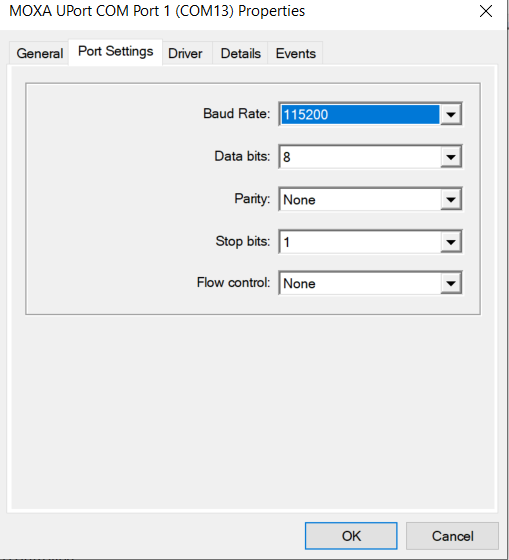 MOXA UPort COM Port 1 (COM13) Properties
General Port Settings Driver Details Events
Baud Rate: 115200
Data bits: 8
Parity: None
Stop bits: 1
Flow control: None
OK Cancel